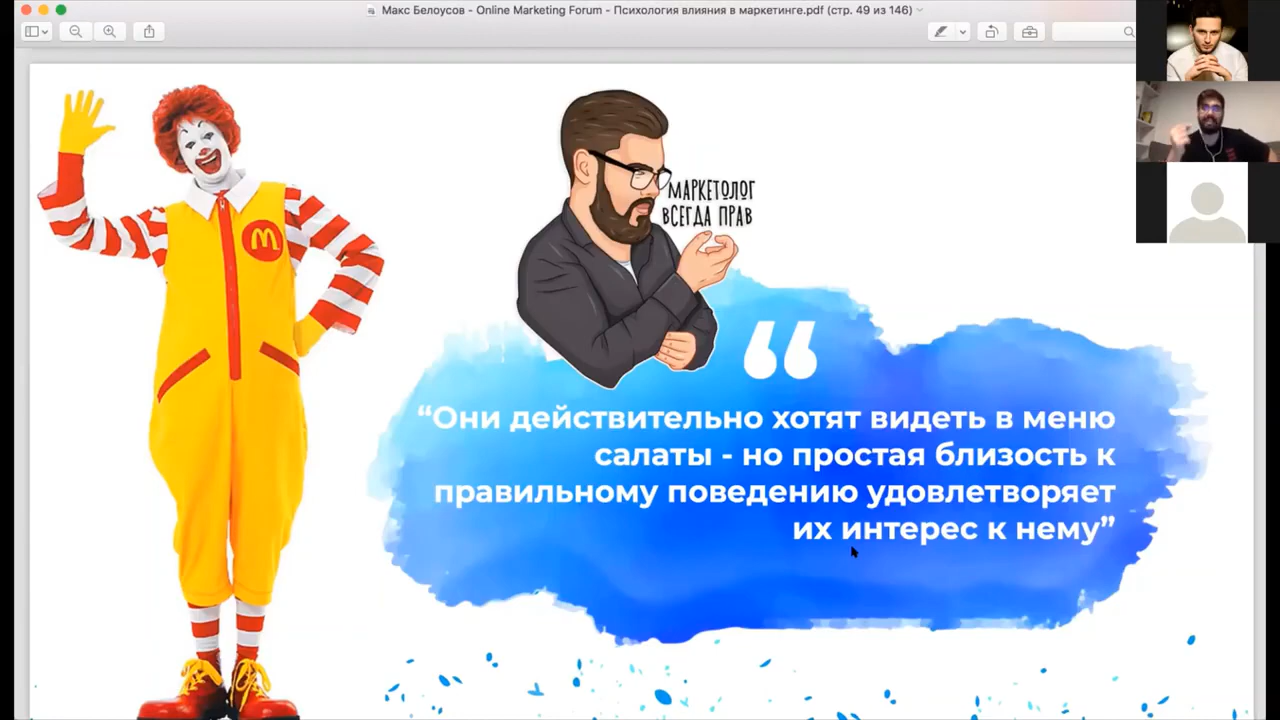 Макс Белоусов - Online Marketing Forum - Психология влияния в маркетинге.pdf (стр. 49 из 146)
МАРКЕТОЛОГ
ВСЕГДА ПРАВ
“Они действительно хотят видеть в меню
салаты - но простая близость к
правильному поведению удовлетворяет
их интерес к нему”